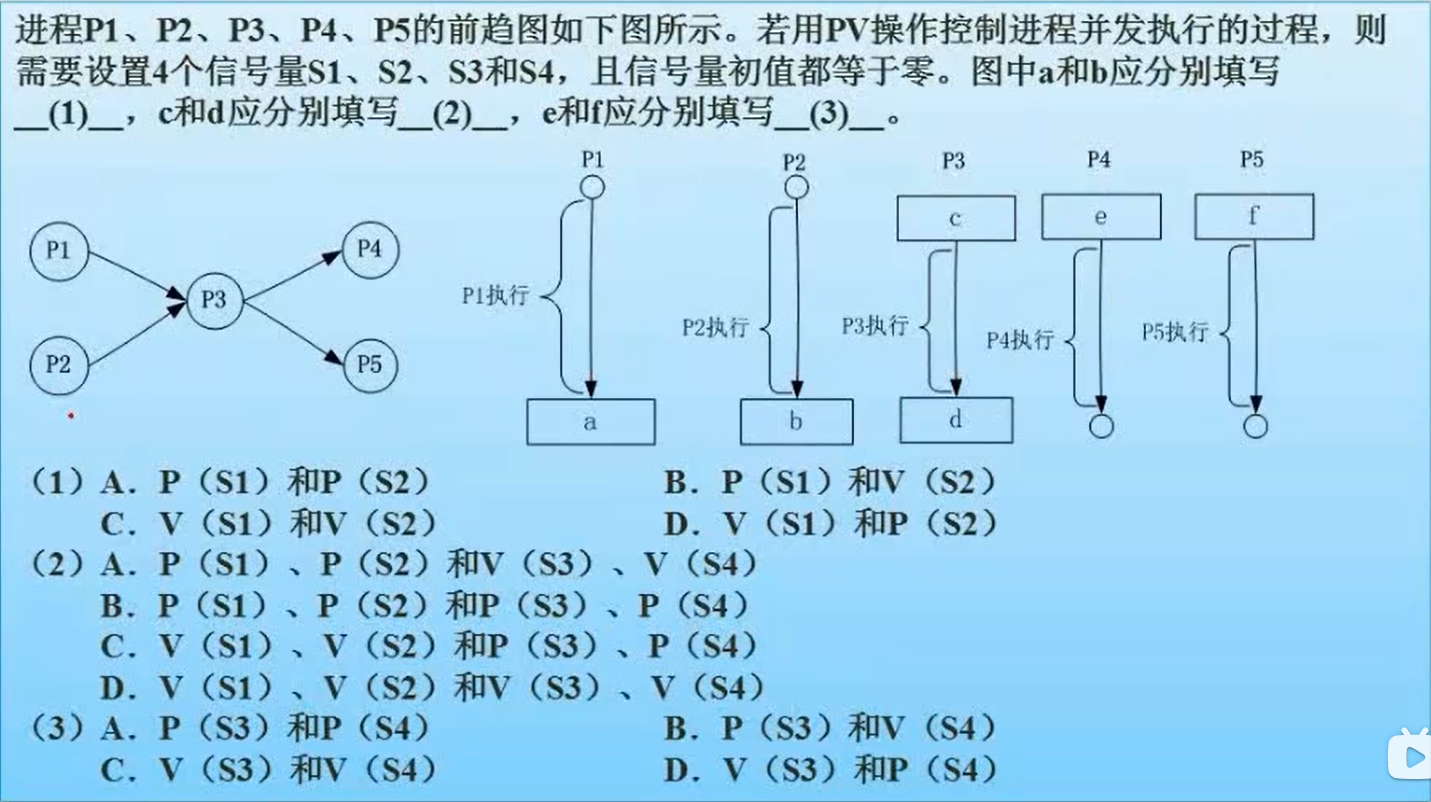 进程P1、P2、P3、P4、P5的前趋图如下图所示。若用PV操作控制进程并发执行的过程，则
需要设置4个信号量S1、S2、S3和S4，且信号量初值都等于零。图中a和b应分别填写
__(1)__，c和d应分别填写__(2)__，e和f应分别填写__(3)__。
P1 P2 P3 P4 P5
c e f
P1 P4
P3
P1执行 P2执行 P3执行 P4执行 P5执行
P2 P5
a b d
（1）A．P（S1）和P（S2） B．P（S1）和V（S2）
C．V（S1）和V（S2） D．V（S1）和P（S2）
（2）A．P（S1）、P（S2）和V（S3）、V（S4）
B．P（S1）、P（S2）和P（S3）、P（S4）
C．V（S1）、V（S2）和P（S3）、P（S4）
D．V（S1）、V（S2）和V（S3）、V（S4）
（3）A．P（S3）和P（S4） B．P（S3）和V（S4）
C．V（S3）和V（S4） D．V（S3）和P（S4）